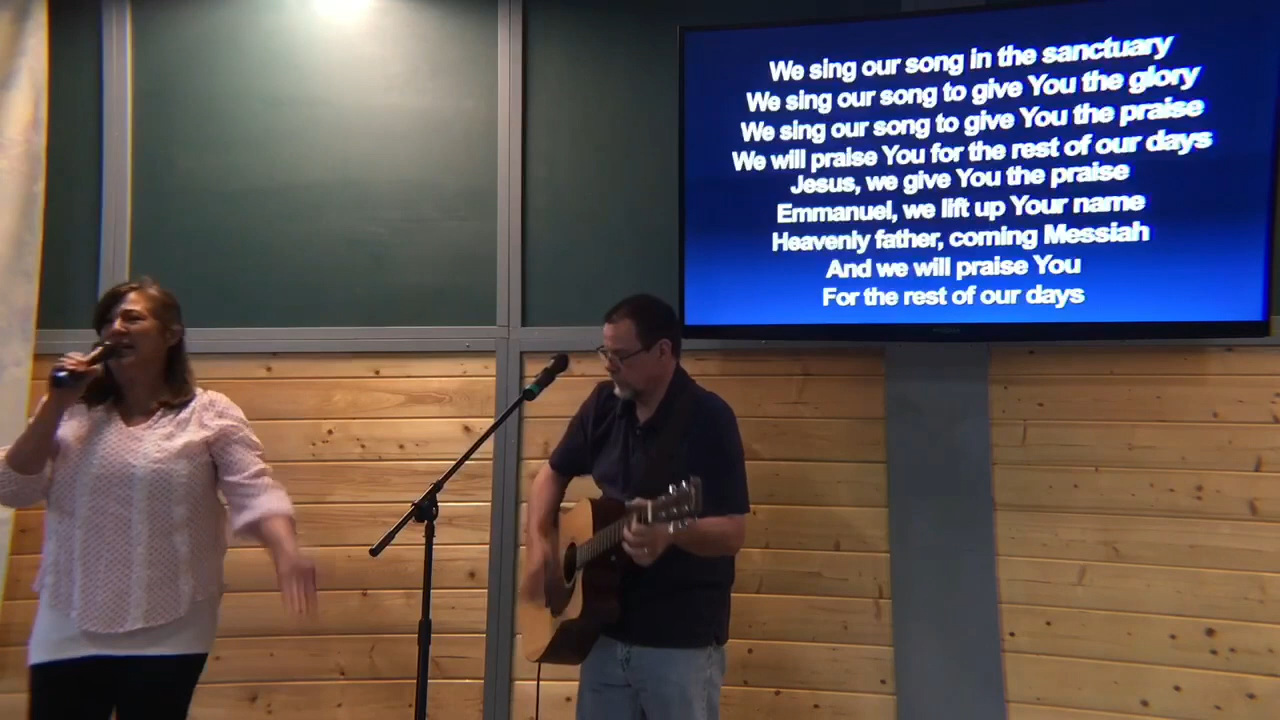 We sing our song in the sanctuary
We sing our song to give You the glory
We sing our song to give You the praise
We will praise You for the rest of our days
Jesus, we give You the praise
Emmanuel, we lift up Your name
Heavenly father, coming Messiah
And we will praise You
For the rest of our days